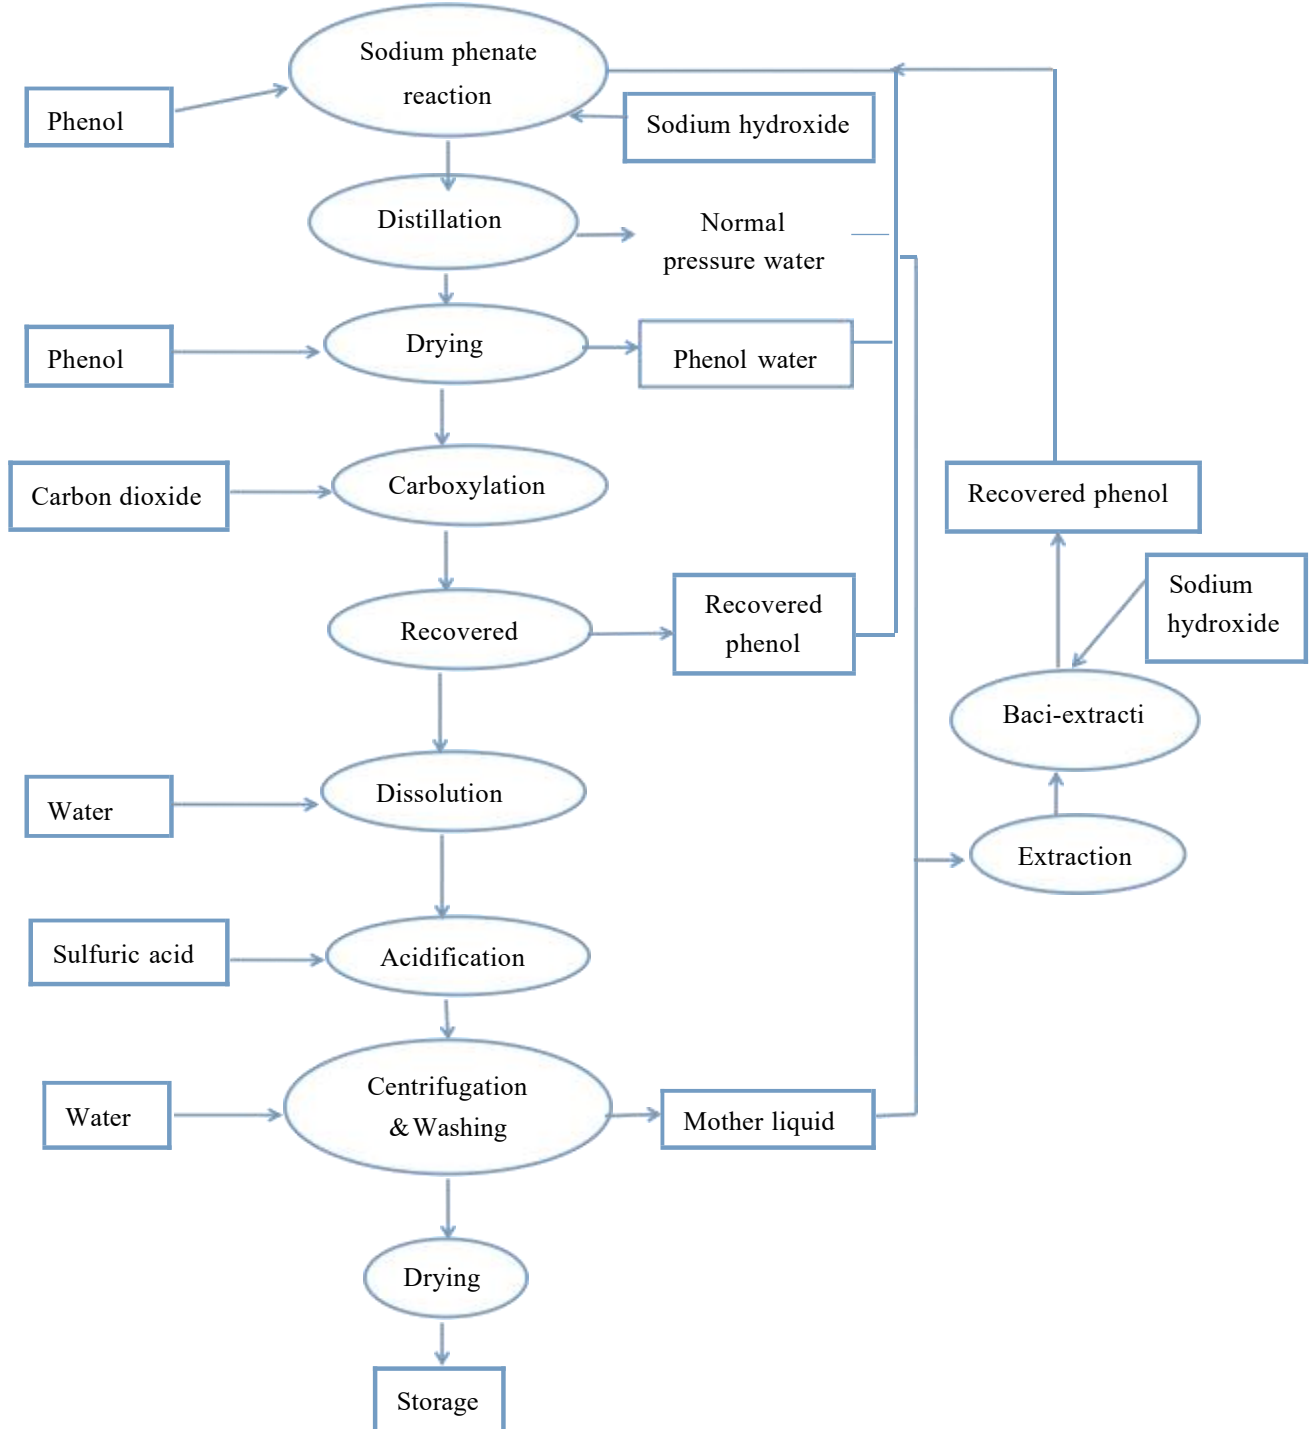 Sodium phenate
reaction
Phenol
Sodium hydroxide
Distillation
Normal
pressure water
Phenol
Drying
Phenol water
Carbon dioxide
Carboxylation
Recovered phenol
Recovered
Recovered
phenol
Sodium
hydroxide
Baci-extracti
Water
Dissolution
Extraction
Sulfuric acid
Acidification
Water
Centrifugation
&Washing
Mother liquid
Drying
Storage